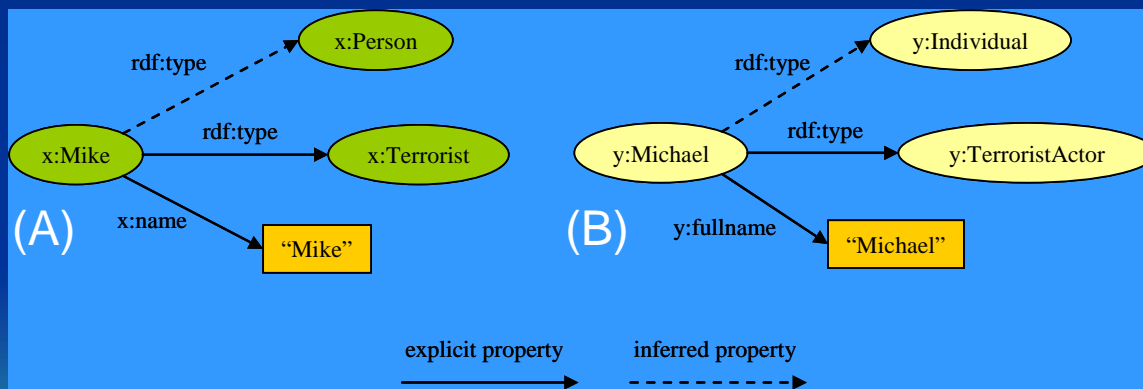 x:Person
rdf:type
x:Mike
rdf:type
x:Terrorist
(A)
x:name
“Mike”
y:Individual
rdf:type
y:Michael
rdf:type
y:TerroristActor
(B)
y:fullname
“Michael”
explicit property
inferred property